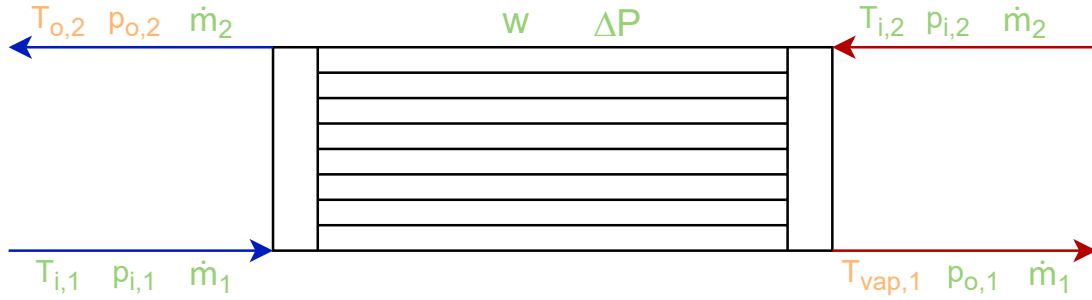 T_o,2 p_o,2 ṁ_2 w ΔP T_i,2 p_i,2 ṁ_2
T_i,1 p_i,1 ṁ_1 T_vap,1 p_o,1 ṁ_1